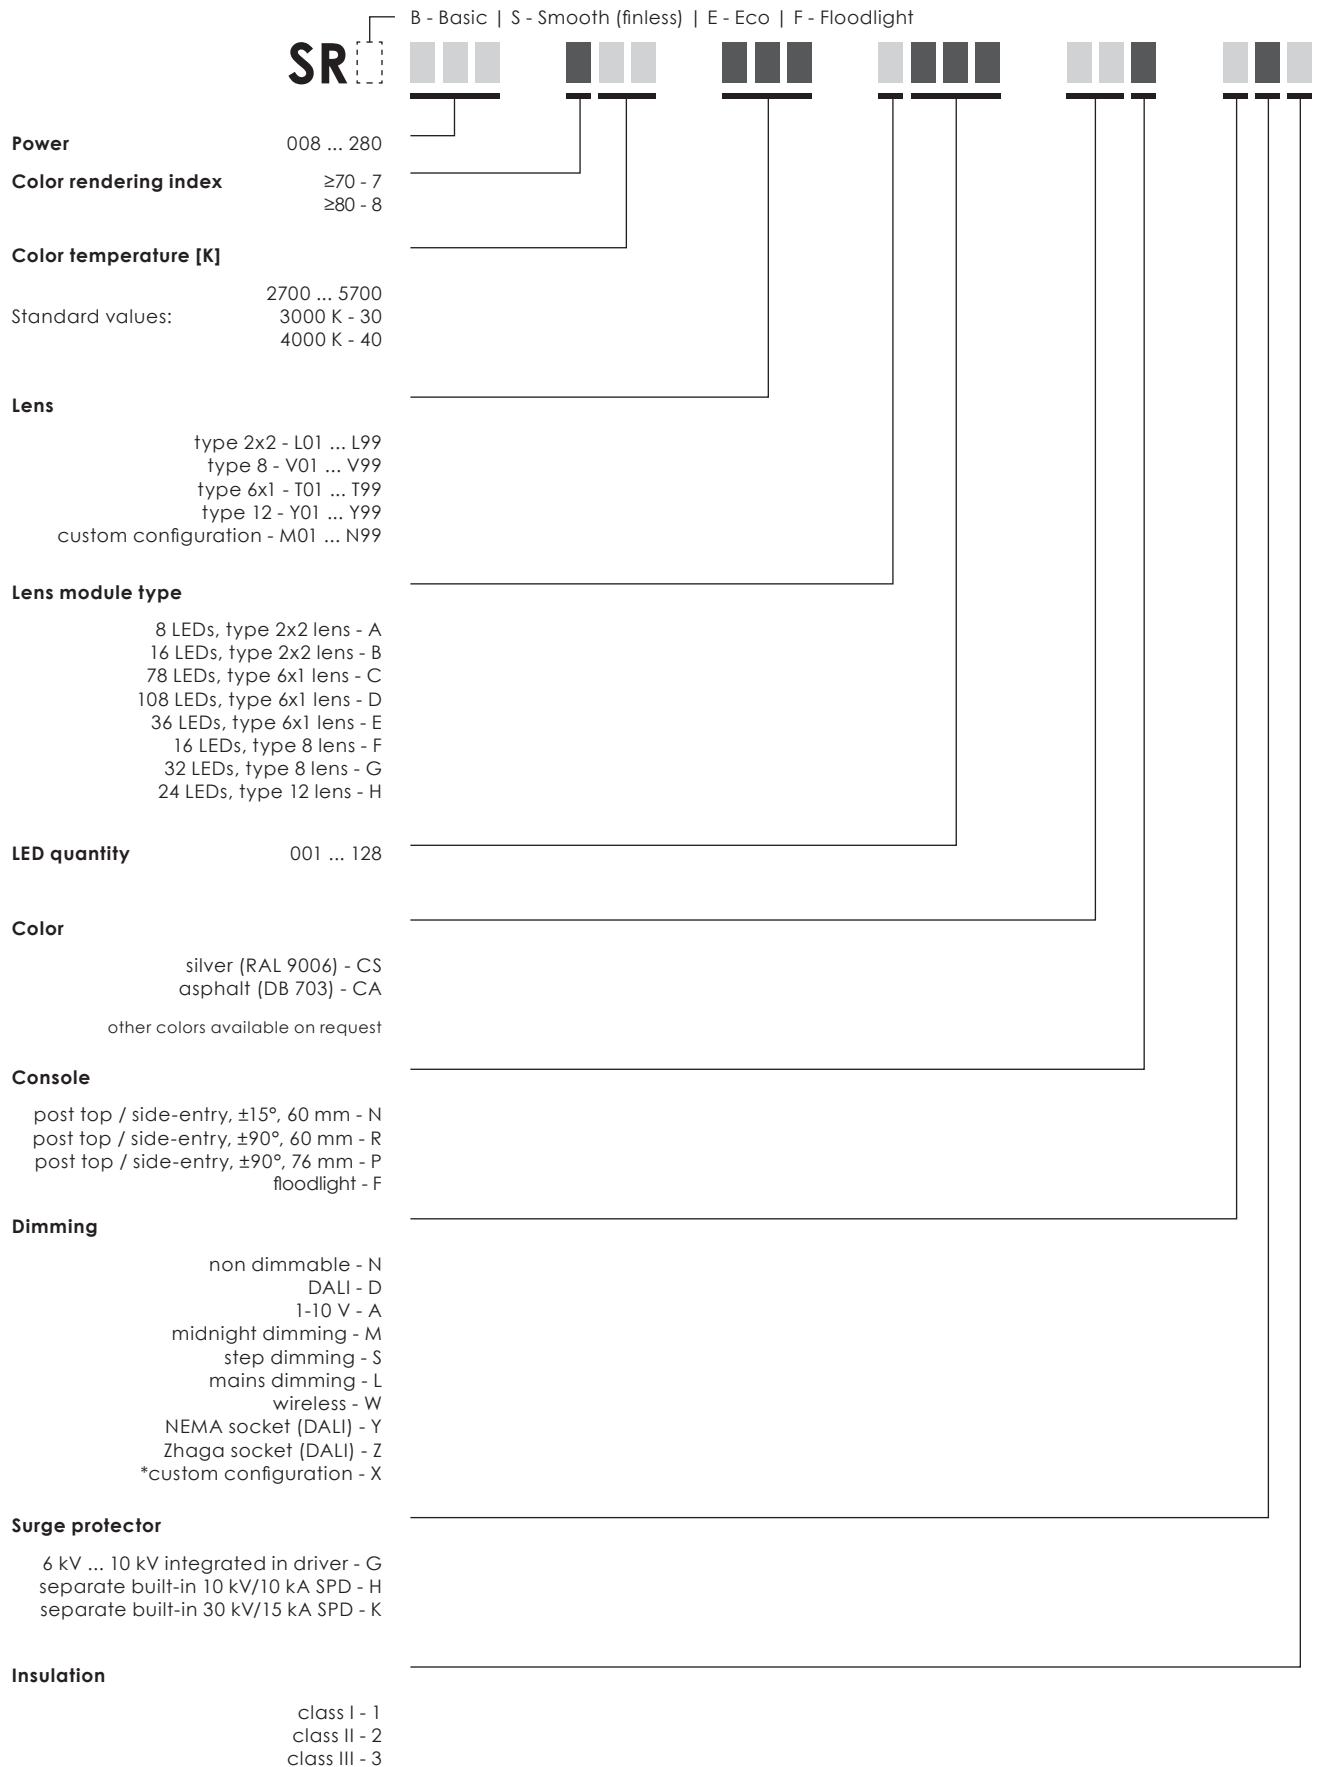 B - Basic | S - Smooth (finless) | E - Eco | F - Floodlight
SR
Power 008 ... 280
Color rendering index ≥70 - 7
≥80 - 8
Color temperature [K]
2700 ... 5700
Standard values: 3000 K - 30
4000 K - 40
Lens
type 2x2 - L01 ... L99
type 8 - V01 ... V99
type 6x1 - T01 ... T99
type 12 - Y01 ... Y99
custom configuration - M01 ... N99
Lens module type
8 LEDs, type 2x2 lens - A
16 LEDs, type 2x2 lens - B
78 LEDs, type 6x1 lens - C
108 LEDs, type 6x1 lens - D
36 LEDs, type 6x1 lens - E
16 LEDs, type 8 lens - F
32 LEDs, type 8 lens - G
24 LEDs, type 12 lens - H
LED quantity 001 ... 128
Color
silver (RAL 9006) - CS
asphalt (DB 703) - CA
other colors available on request
Console
post top / side-entry, ±15°, 60 mm - N
post top / side-entry, ±90°, 60 mm - R
post top / side-entry, ±90°, 76 mm - P
floodlight - F
Dimming
non dimmable - N
DALI - D
1-10 V - A
midnight dimming - M
step dimming - S
mains dimming - L
wireless - W
NEMA socket (DALI) - Y
Zhaga socket (DALI) - Z
*custom configuration - X
Surge protector
6 kV ... 10 kV integrated in driver - G
separate built-in 10 kV/10 kA SPD - H
separate built-in 30 kV/15 kA SPD - K
Insulation
class I - 1
class II - 2
class III - 3